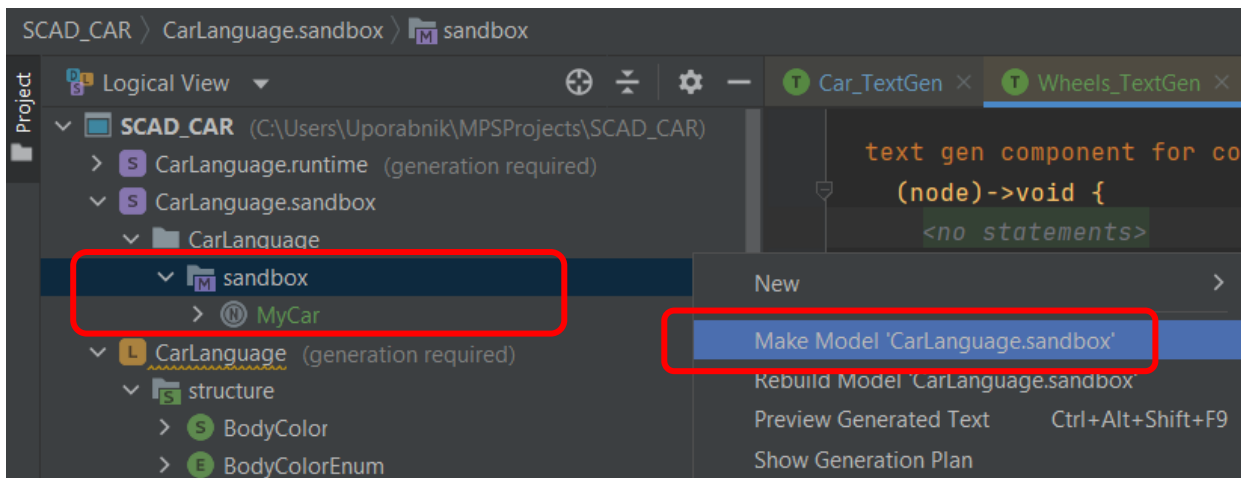 SCAD_CAR 〉 CarLanguage.sandbox 〉 sandbox
Project
Logical View
Car_TextGen ×
Wheels_TextGen ×
SCAD_CAR (C:\Users\Uporabnik\MPSProjects\SCAD_CAR)
CarLanguage.runtime (generation required)
CarLanguage.sandbox
CarLanguage
sandbox
MyCar
CarLanguage (generation required)
structure
BodyColor
BodyColorEnum
text gen component for co
(node)->void {
<no statements>
New
Make Model 'CarLanguage.sandbox'
Rebuild Model 'CarLanguage.sandbox'
Preview Generated Text Ctrl+Alt+Shift+F9
Show Generation Plan